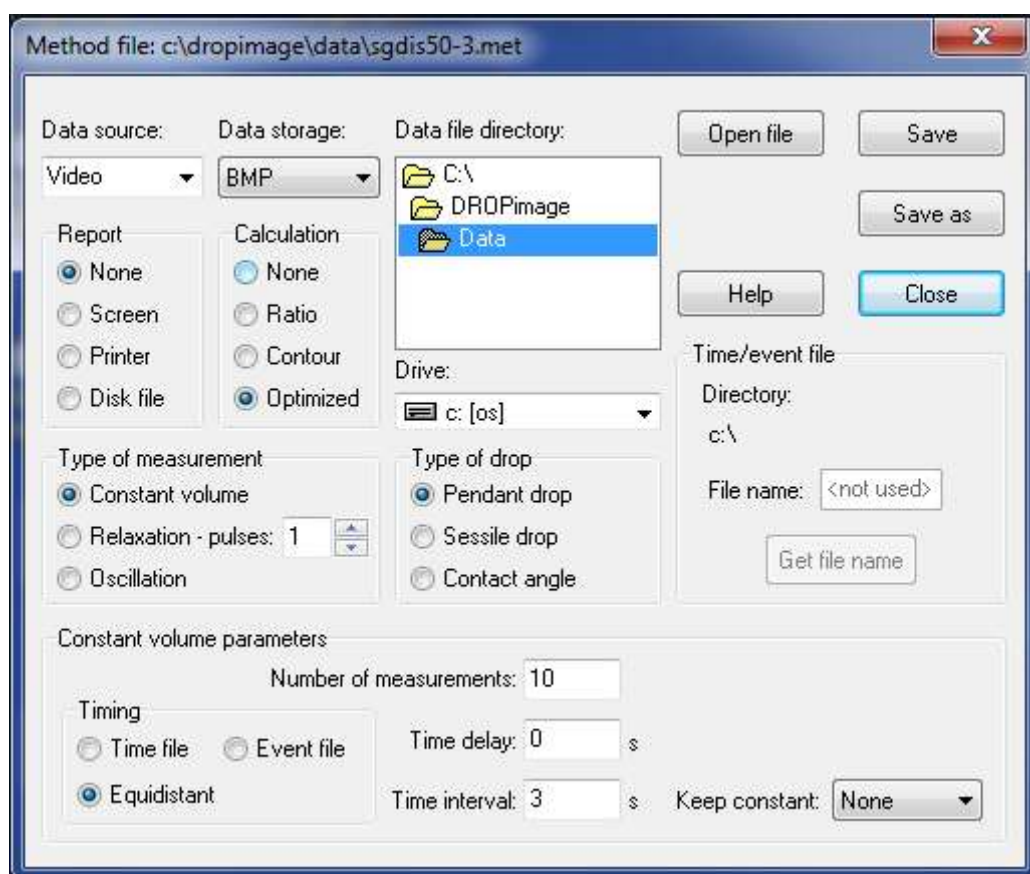 Method file: c:\dropimage\data\sgdis50-3.met
X
Data source:
Video
Data storage:
BMP
Data file directory:
C:\
DROPimage
Data
Open file
Save
Save as
Help
Close
Report
None
Screen
Printer
Disk file
Calculation
None
Ratio
Contour
Optimized
Drive:
c: [os]
Time/event file
Directory:
c:\
File name: <not used>
Get file name
Type of measurement
Constant volume
Relaxation - pulses: 1
Oscillation
Type of drop
Pendant drop
Sessile drop
Contact angle
Constant volume parameters
Number of measurements: 10
Timing
Time file
Event file
Equidistant
Time delay: 0 s
Time interval: 3 s
Keep constant: None